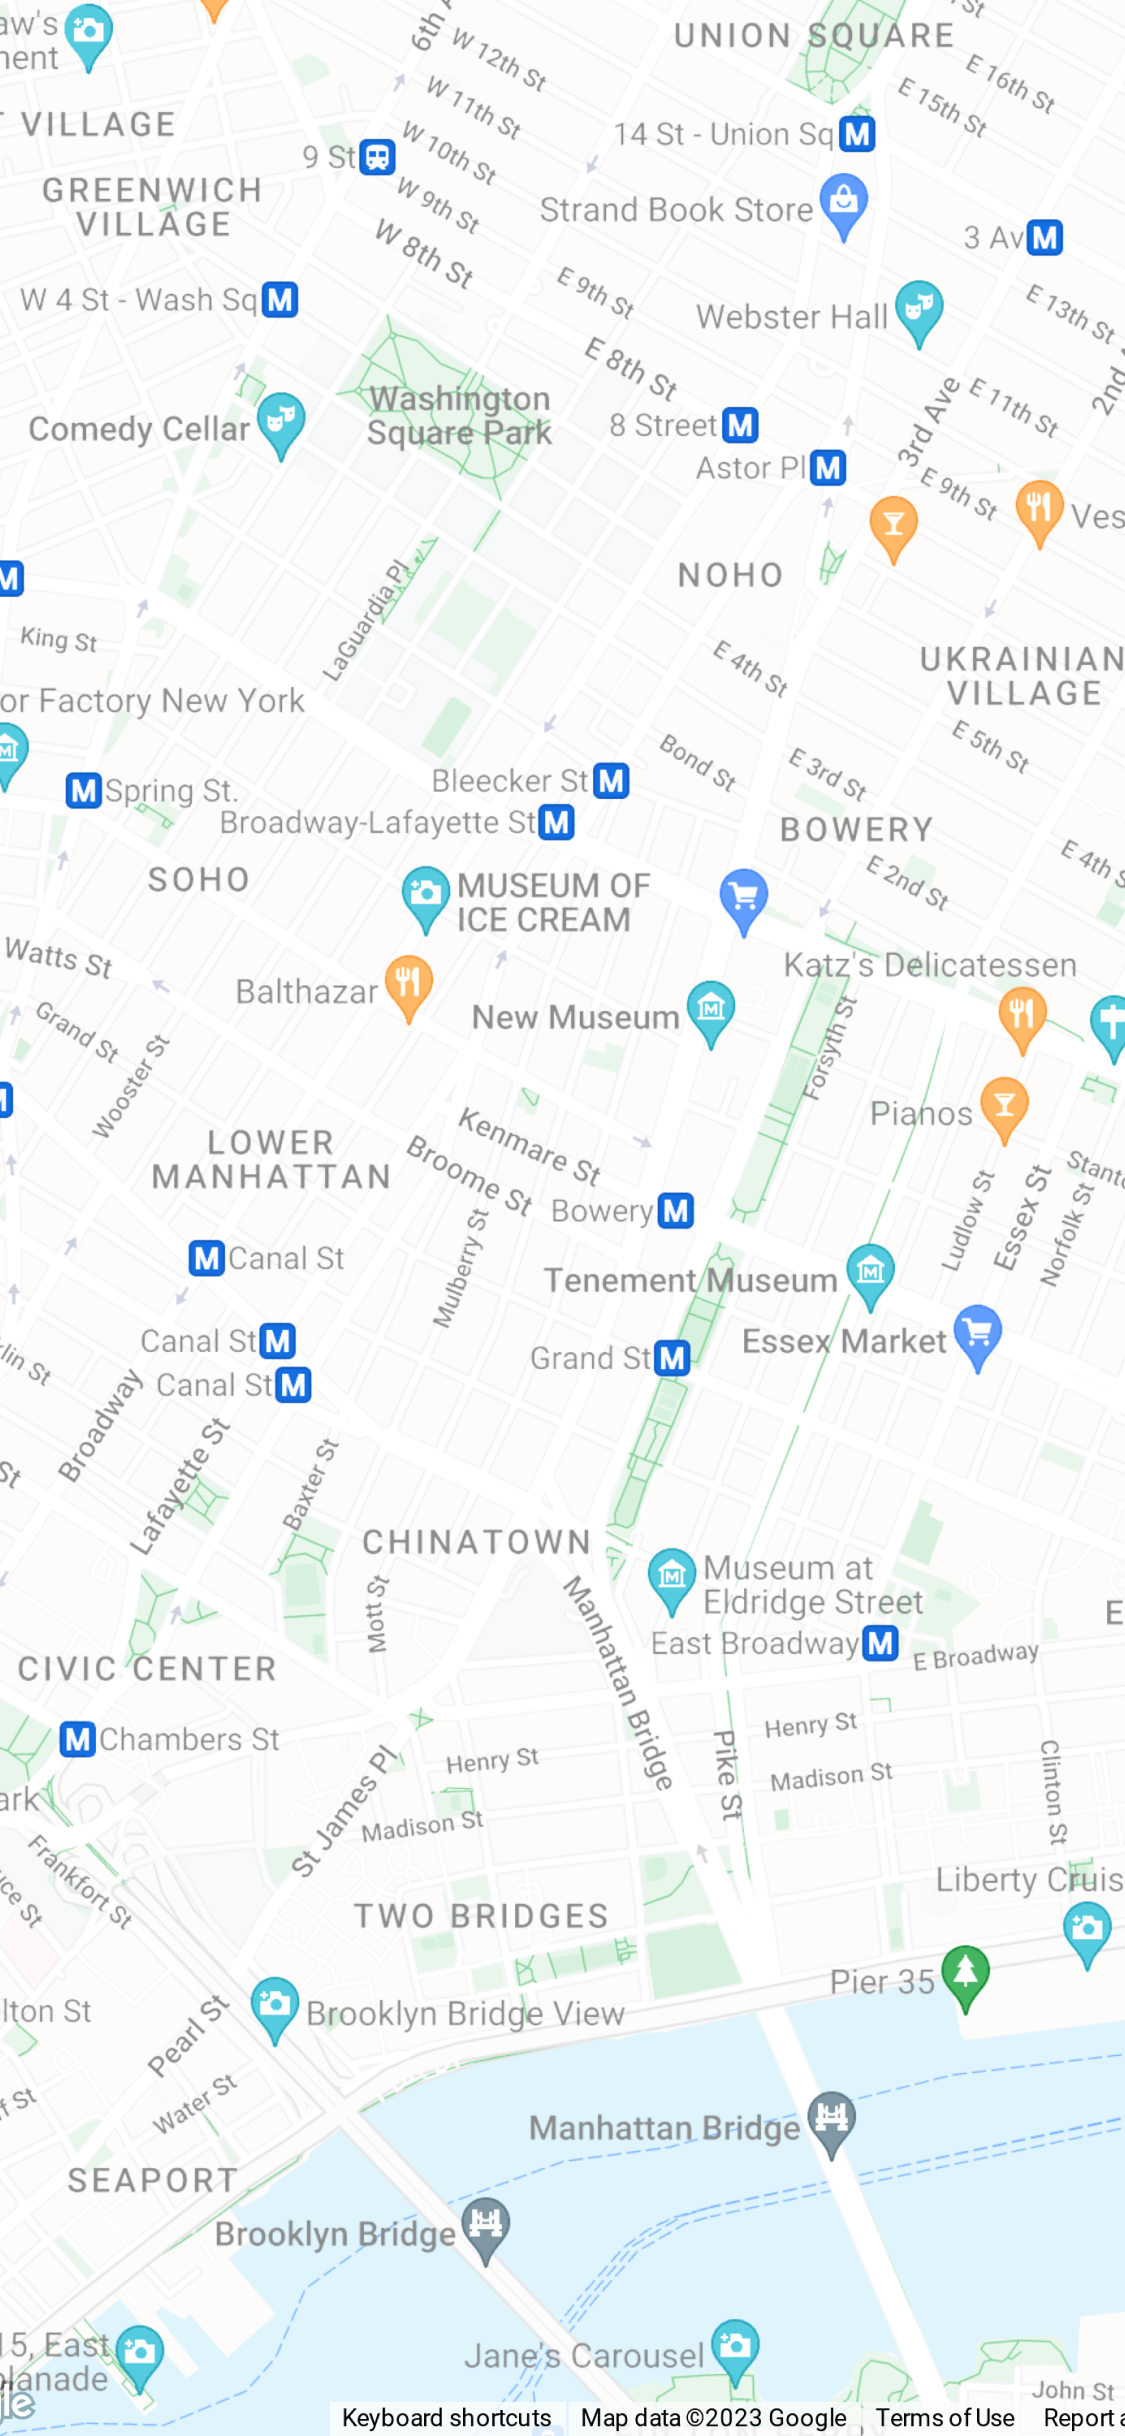 UNION SQUARE
6th
W 12th St
E 16th St
E 15th St
W 11th St
VILLAGE
14 St - Union Sq
W 10th St
9 St
GREENWICH
VILLAGE
W 9th St
Strand Book Store
3 Av
W 8th St
E 9th St
W 4 St - Wash Sq
E 13th St
Webster Hall
E 8th St
2nd
Washington
Square Park
E 11th St
Comedy Cellar
8 Street
3rd Ave
Astor Pl
E 9th St
Ves
NOHO
LaGuardia Pl
King St
E 4th St
UKRAINIAN
VILLAGE
or Factory New York
E 5th St
Bond St
E 3rd St
Bleecker St
Spring St.
Broadway-Lafayette St
BOWERY
SOHO
E 2nd St
E 4th S
MUSEUM OF
ICE CREAM
Watts St
Katz's Delicatessen
Balthazar
New Museum
Grand St
Forsyth St
Wooster St
Pianos
Kenmare St
LOWER
MANHATTAN
Broome St
Bowery
Ludlow St
Essex St
Norfolk St
Mulberry St
Canal St
Tenement Museum
Canal St
Essex Market
Grand St
Canal St
Broadway
Lafayette St
Baxter St
St
CHINATOWN
Museum at
Eldridge Street
Mott St
Manhattan Bridge
East Broadway
E Broadway
CIVIC CENTER
Chambers St
Henry St
Henry St
Pike St
Madison St
Clinton St
St James Pl
Madison St
Frankfort St
Liberty Cruis
TWO BRIDGES
Pier 35
lton St
Brooklyn Bridge View
Pearl St
Water St
Manhattan Bridge
SEAPORT
Brooklyn Bridge
15, East
planade
Jane's Carousel
John St
Keyboard shortcuts
Map data ©2023 Google
Terms of Use
Report a